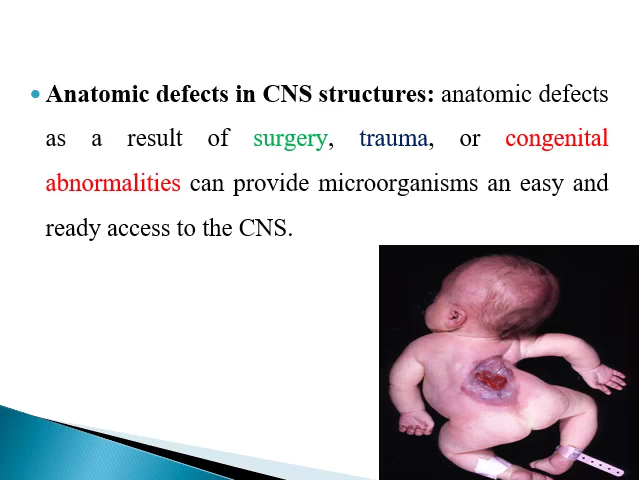 Anatomic defects in CNS structures: anatomic defects
as a result of surgery, trauma, or congenital
abnormalities can provide microorganisms an easy and
ready access to the CNS.